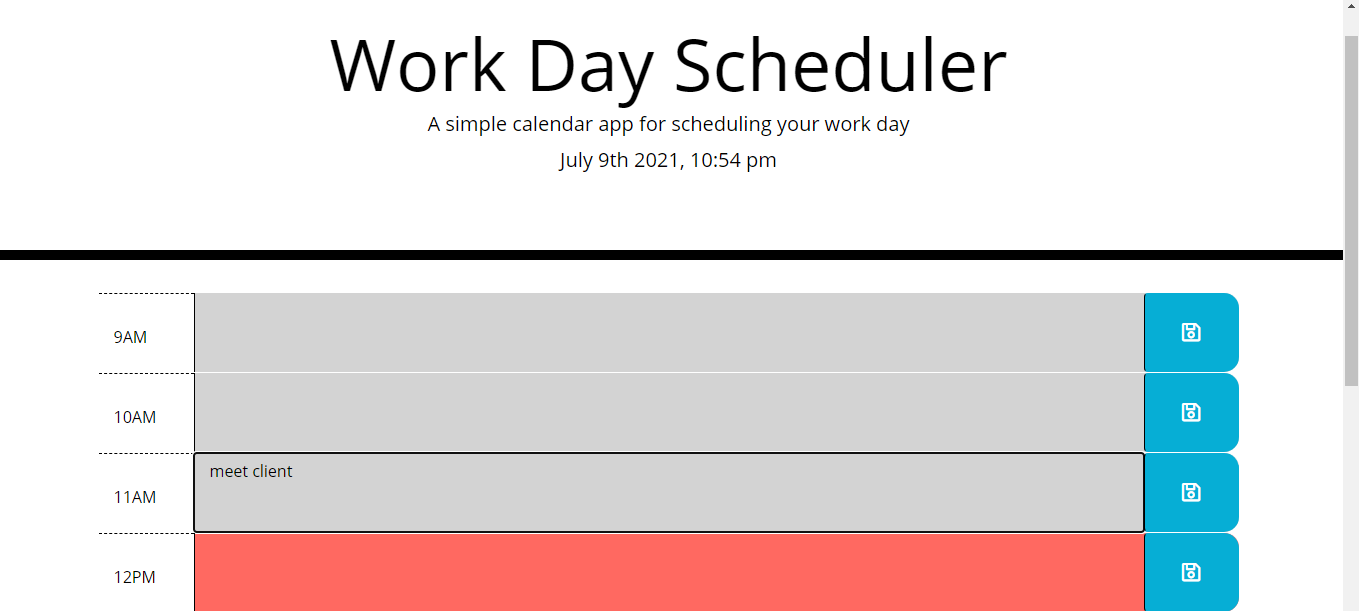 Work Day Scheduler
A simple calendar app for scheduling your work day
July 9th 2021, 10:54 pm
9AM
10AM
meet client
11AM
12PM